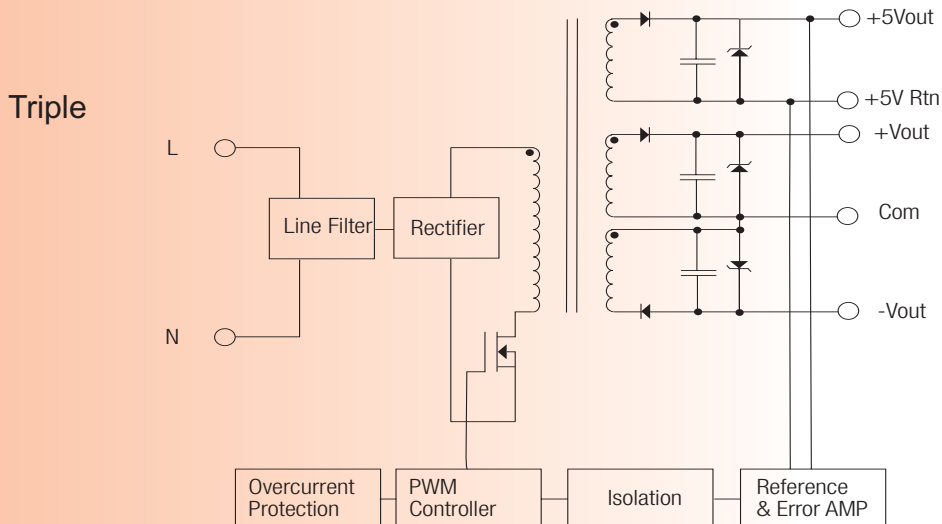 Triple
L
N
Line Filter
Rectifier
+5Vout
+5V Rtn
+Vout
Com
-Vout
Overcurrent
Protection
PWM
Controller
Isolation
Reference
& Error AMP